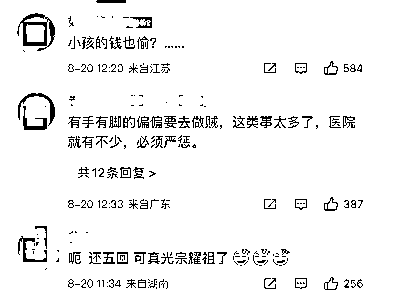 小孩的钱也偷？......
8-20 12:20 来自江苏
584
有手有脚的偏偏要去做贼，这类事太多了，医院
就有不少，必须严惩。
共12条回复 >
8-20 12:33 来自广东
387
呃 还五回 可真光宗耀祖了
8-20 11:34 来自湖南
256